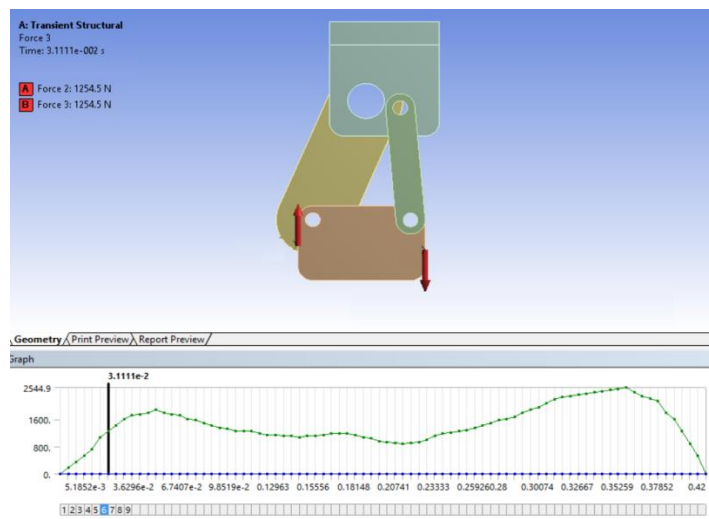 A: Transient Structural
Force 3
Time: 3.1111e-002 s
A Force 2: 1254.5 N
B Force 3: 1254.5 N
Geometry Print Preview Report Preview
Graph
3.1111e-2
2544.9
1600.
800.
0.
5.1852e-3 3.6296e-2 6.7407e-2 9.8519e-2 0.12963 0.15556 0.18148 0.20741 0.23333 0.259260.28 0.30074 0.32667 0.35259 0.37852 0.42
1 2 3 4 5 6 7 8 9